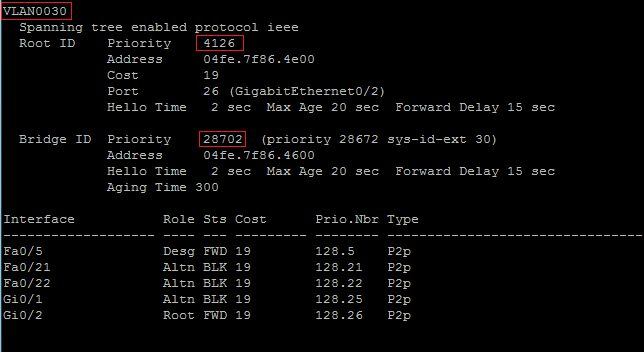 VLAN0030
Spanning tree enabled protocol ieee
Root ID Priority 4126
Address 04fe.7f86.4e00
Cost 19
Port 26 (GigabitEthernet0/2)
Hello Time 2 sec Max Age 20 sec Forward Delay 15 sec
Bridge ID Priority 28702 (priority 28672 sys-id-ext 30)
Address 04fe.7f86.4600
Hello Time 2 sec Max Age 20 sec Forward Delay 15 sec
Aging Time 300
Interface Role Sts Cost Prio.Nbr Type
------------------- ---- --- --------- -------- --------------------------------
Fa0/5 Desg FWD 19 128.5 P2p
Fa0/21 Altn BLK 19 128.21 P2p
Fa0/22 Altn BLK 19 128.22 P2p
Gi0/1 Altn BLK 19 128.25 P2p
Gi0/2 Root FWD 19 128.26 P2p